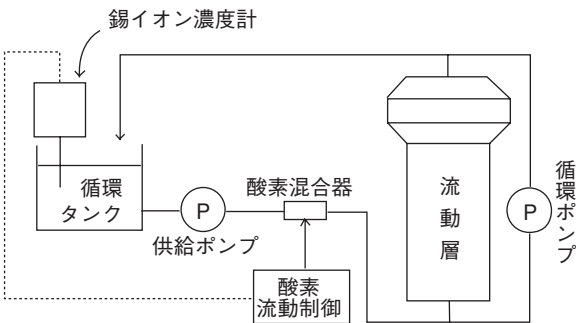 錫イオン濃度計
循環
タンク
P
供給ポンプ
酸素混合器
酸素
流動制御
流動層
P
循環ポンプ